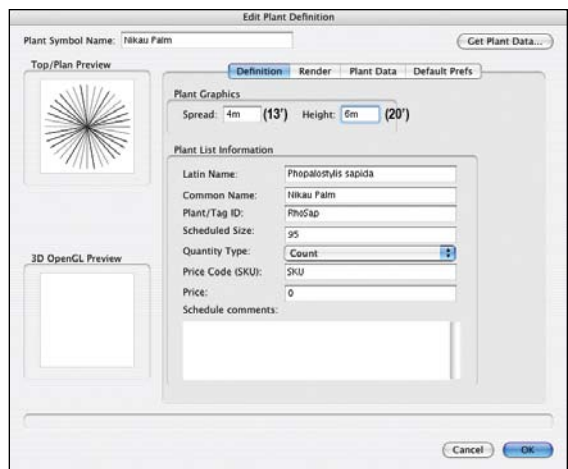 Edit Plant Definition
Plant Symbol Name: Nikau Palm
Get Plant Data...
Top/Plan Preview
Definition Render Plant Data Default Prefs
Plant Graphics
Spread: 4m (13') Height: 6m (20')
Plant List Information
Latin Name: Phopalostylis sapida
Common Name: Nikau Palm
Plant/Tag ID: RhoSap
Scheduled Size: 95
Quantity Type: Count
3D OpenGL Preview
Price Code (SKU): SKU
Price: 0
Schedule comments:
Cancel OK